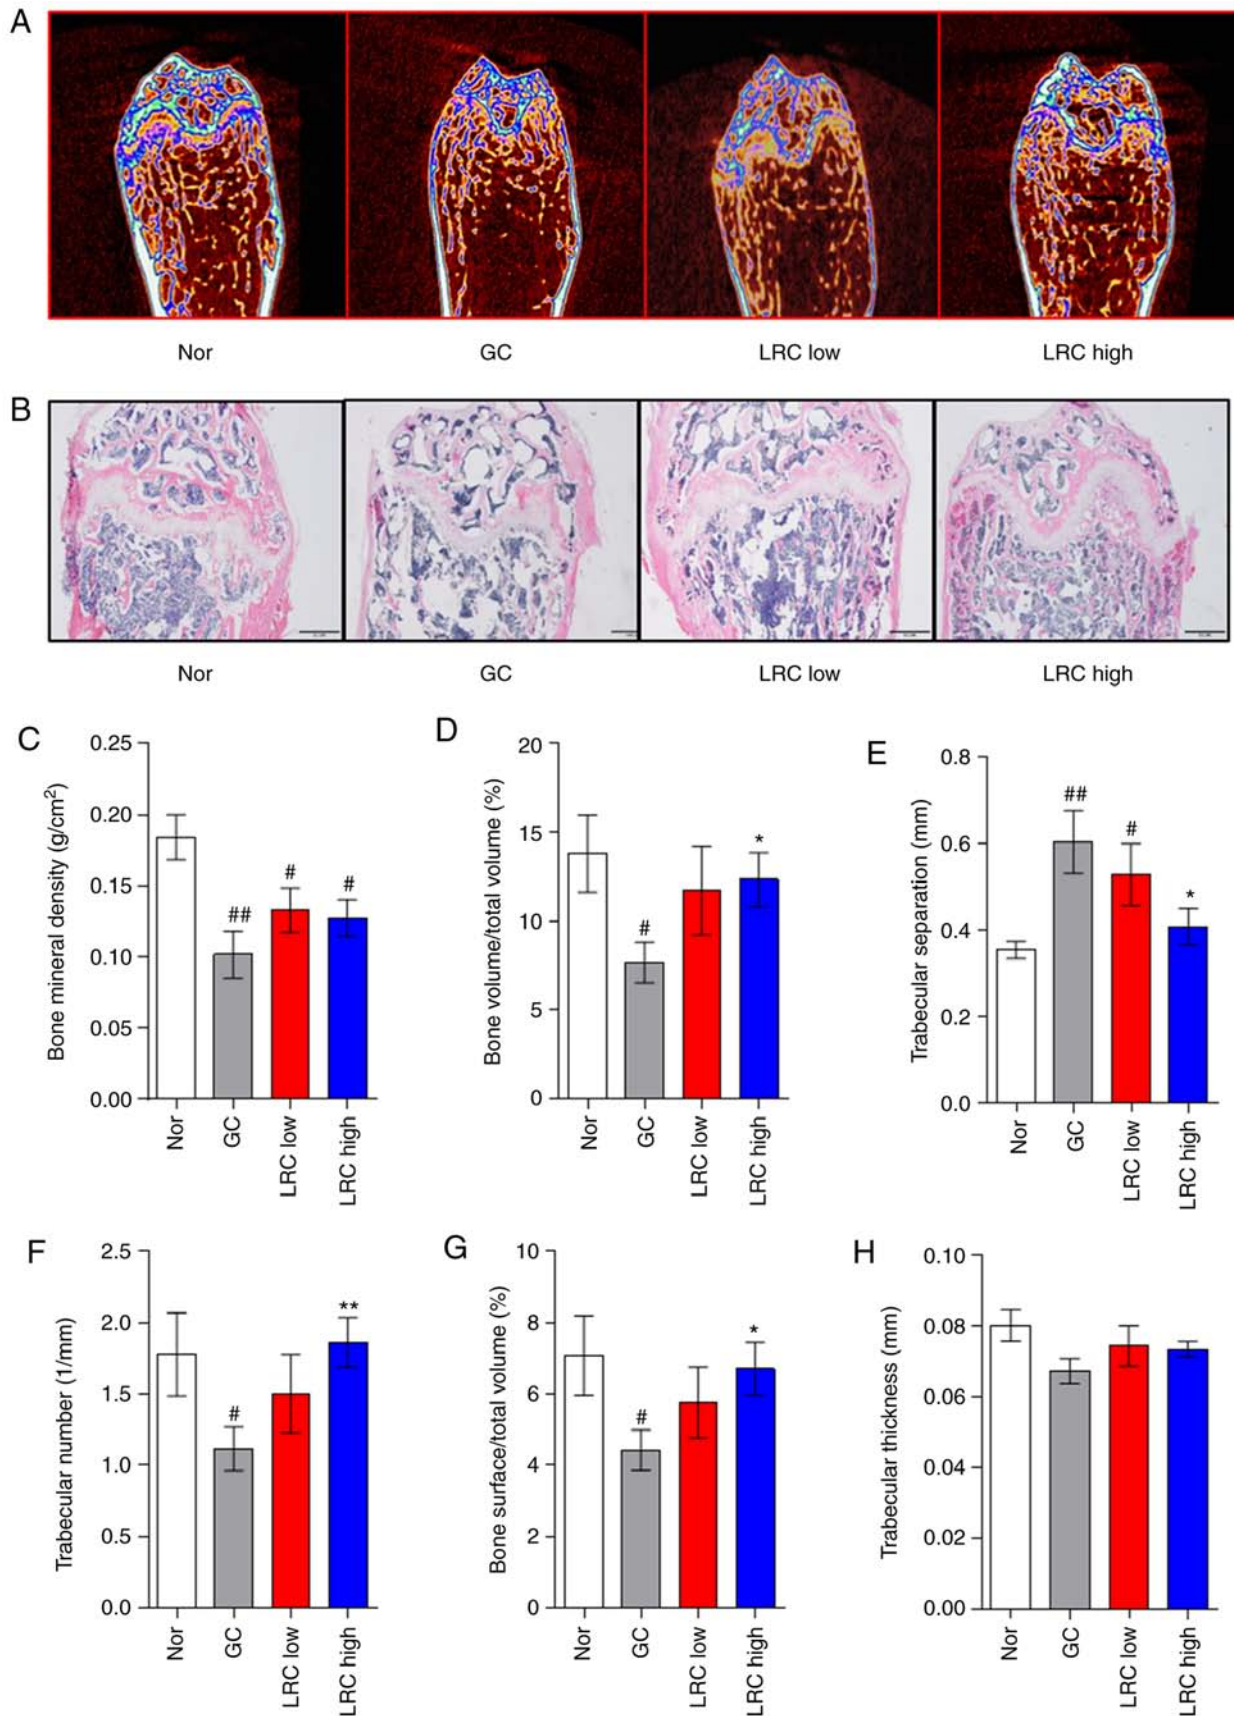 A
Nor GC LRC low LRC high
B
Nor GC LRC low LRC high
C
Bone mineral density (g/cm²)
0.25
0.20
0.15
0.10
0.05
0.00
##
#
#
Nor
GC
LRC low
LRC high
D
Bone volume/total volume (%)
20
15
10
5
0
#
*
Nor
GC
LRC low
LRC high
E
Trabecular separation (mm)
0.8
0.6
0.4
0.2
0.0
##
#
*
Nor
GC
LRC low
LRC high
F
Trabecular number (1/mm)
2.5
2.0
1.5
1.0
0.5
0.0
#
**
Nor
GC
LRC low
LRC high
G
Bone surface/total volume (%)
10
8
6
4
2
0
#
*
Nor
GC
LRC low
LRC high
H
Trabecular thickness (mm)
0.10
0.08
0.06
0.04
0.02
0.00
Nor
GC
LRC low
LRC high